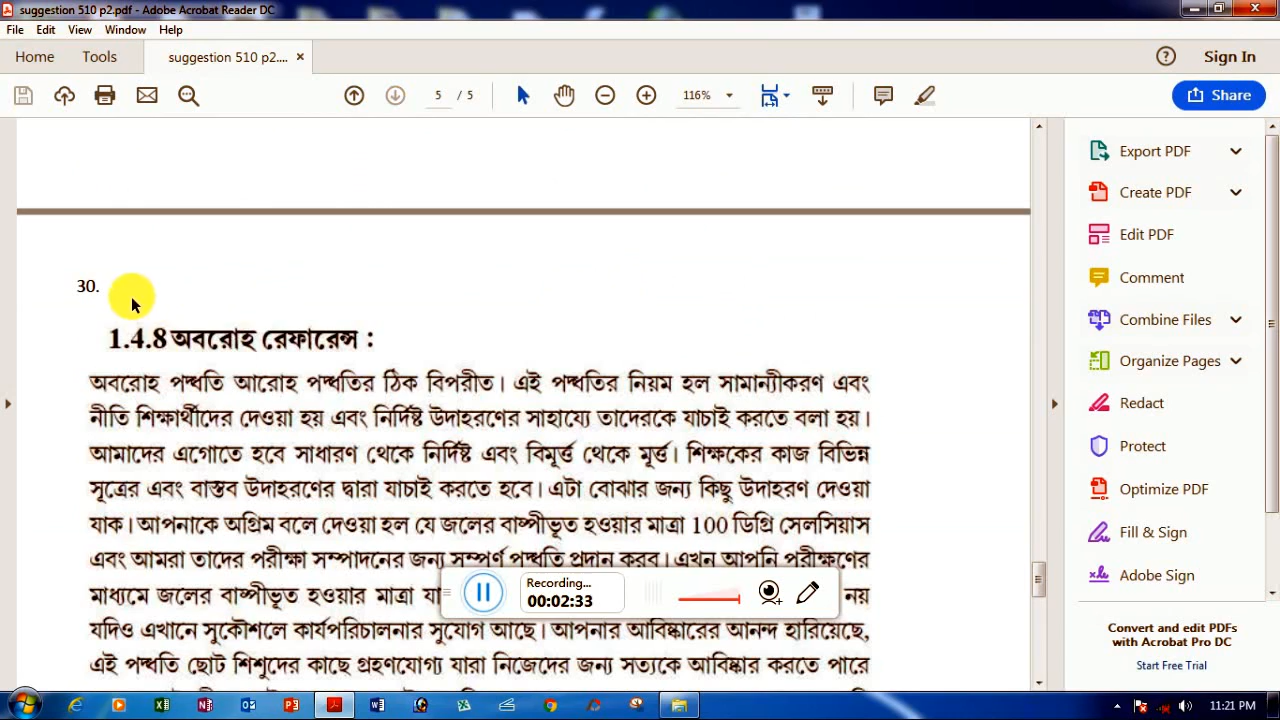 suggestion 510 p2.pdf - Adobe Acrobat Reader DC
File Edit View Window Help
Home Tools suggestion 510 p2.... × Sign In
5 / 5 116% Share
Export PDF
Create PDF
Edit PDF
Comment
Combine Files
Organize Pages
Redact
Protect
Optimize PDF
Fill & Sign
Adobe Sign
Convert and edit PDFs
with Acrobat Pro DC
Start Free Trial
30.
1.4.8 অবরোহ রেফারেন্স :
অবরোহ পদ্ধতি আরোহ পদ্ধতির ঠিক বিপরীত। এই পদ্ধতির নিয়ম হল সামান্যীকরণ এবং
নীতি শিক্ষার্থীদের দেওয়া হয় এবং নির্দিষ্ট উদাহরণের সাহায্যে তাদেরকে যাচাই করতে বলা হয়।
আমাদের এগোতে হবে সাধারণ থেকে নির্দিষ্ট এবং বিমূর্ত্ত থেকে মূর্ত্ত। শিক্ষকের কাজ বিভিন্ন
সূত্রের এবং বাস্তব উদাহরণের দ্বারা যাচাই করতে হবে। এটা বোঝার জন্য কিছু উদাহরণ দেওয়া
যাক। আপনাকে অগ্রিম বলে দেওয়া হল যে জলের বাষ্পীভূত হওয়ার মাত্রা 100 ডিগ্রি সেলসিয়াস
এবং আমরা তাদের পরীক্ষা সম্পাদনের জন্য সম্পূর্ণ পদ্ধতি প্রদান করব। এখন আপনি পরীক্ষণের
মাধ্যমে জলের বাষ্পীভূত হওয়ার মাত্রা নয়
যদিও এখানে সুকৌশলে কার্যপরিচালনার সুযোগ আছে। আপনার আবিষ্কারের আনন্দ হারিয়েছে,
এই পদ্ধতি ছোট শিশুদের কাছে গ্রহণযোগ্য যারা নিজেদের জন্য সত্যকে আবিষ্কার করতে পারে
Recording...
00:02:33
11:21 PM